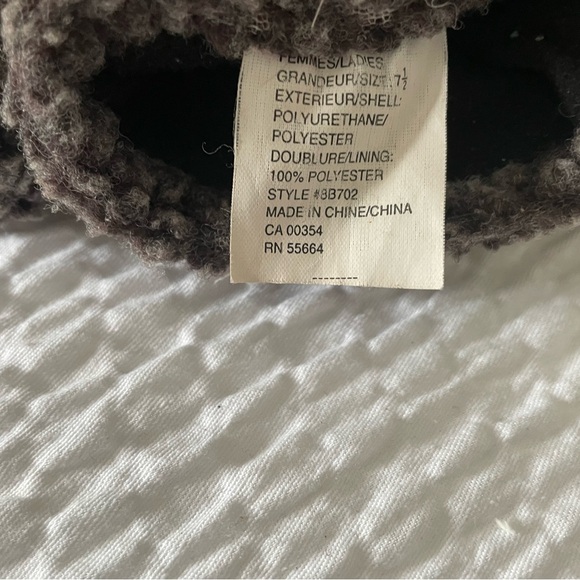 FEMMES/LADIES
GRANDEUR/SIZE: 7½
EXTERIEUR/SHELL:
POLYURETHANE/
POLYESTER
DOUBLURE/LINING:
100% POLYESTER
STYLE #8B702
MADE IN CHINE/CHINA
CA 00354
RN 55664